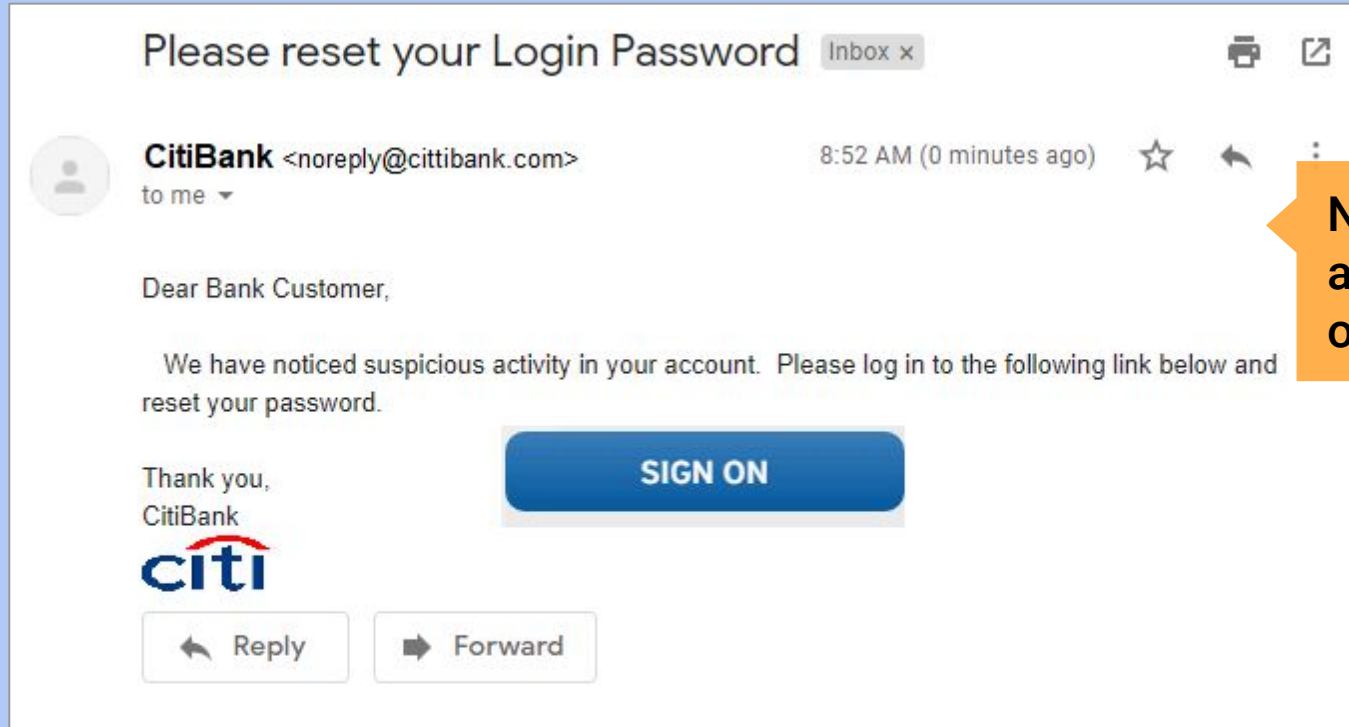 Please reset your Login Password Inbox x
CitiBank <noreply@cittibank.com> 8:52 AM (0 minutes ago)
to me
Dear Bank Customer,
We have noticed suspicious activity in your account. Please log in to the following link below and
reset your password.
SIGN ON
Thank you,
CitiBank
citi
Reply Forward